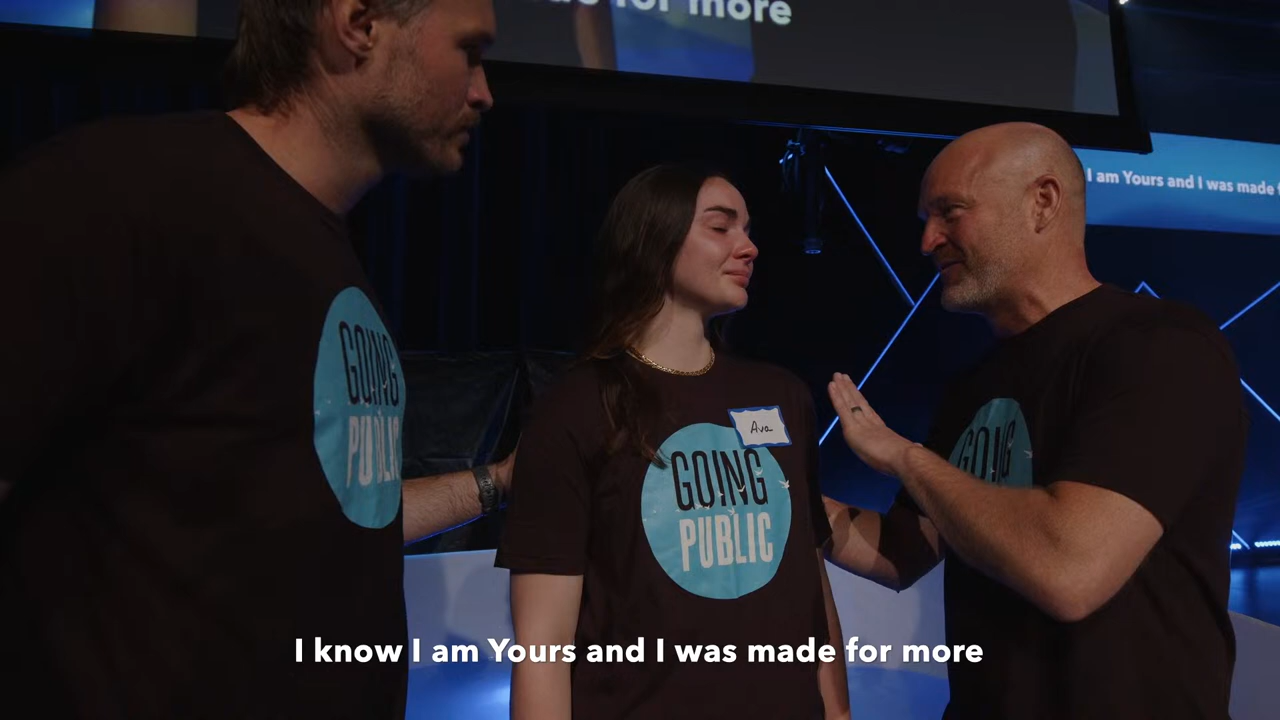 de for more
I am Yours and I was made
GOING
PUBLIC
Ava
GOING
PUBLIC
GOING
I know I am Yours and I was made for more